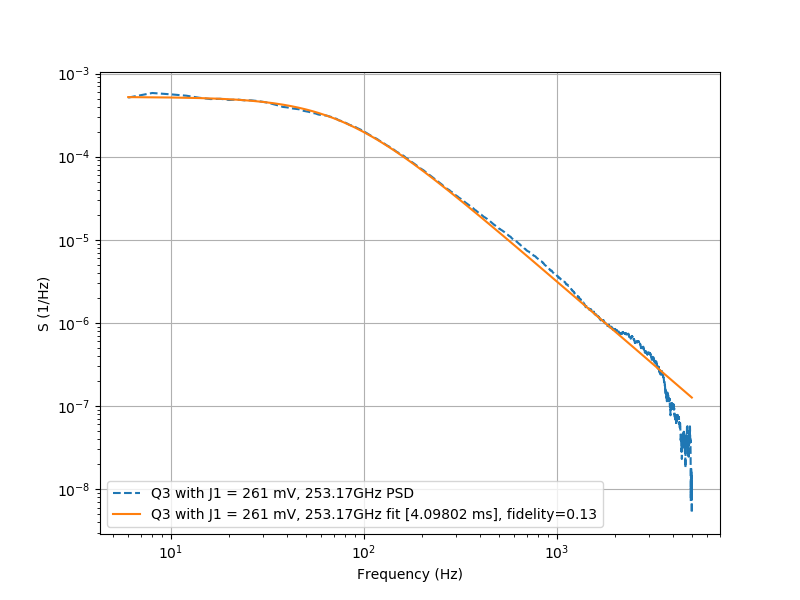 10⁻³
10⁻⁴
10⁻⁵
10⁻⁶
10⁻⁷
10⁻⁸
S (1/Hz)
Q3 with J1 = 261 mV, 253.17GHz PSD
Q3 with J1 = 261 mV, 253.17GHz fit [4.09802 ms], fidelity=0.13
10¹ 10² 10³
Frequency (Hz)